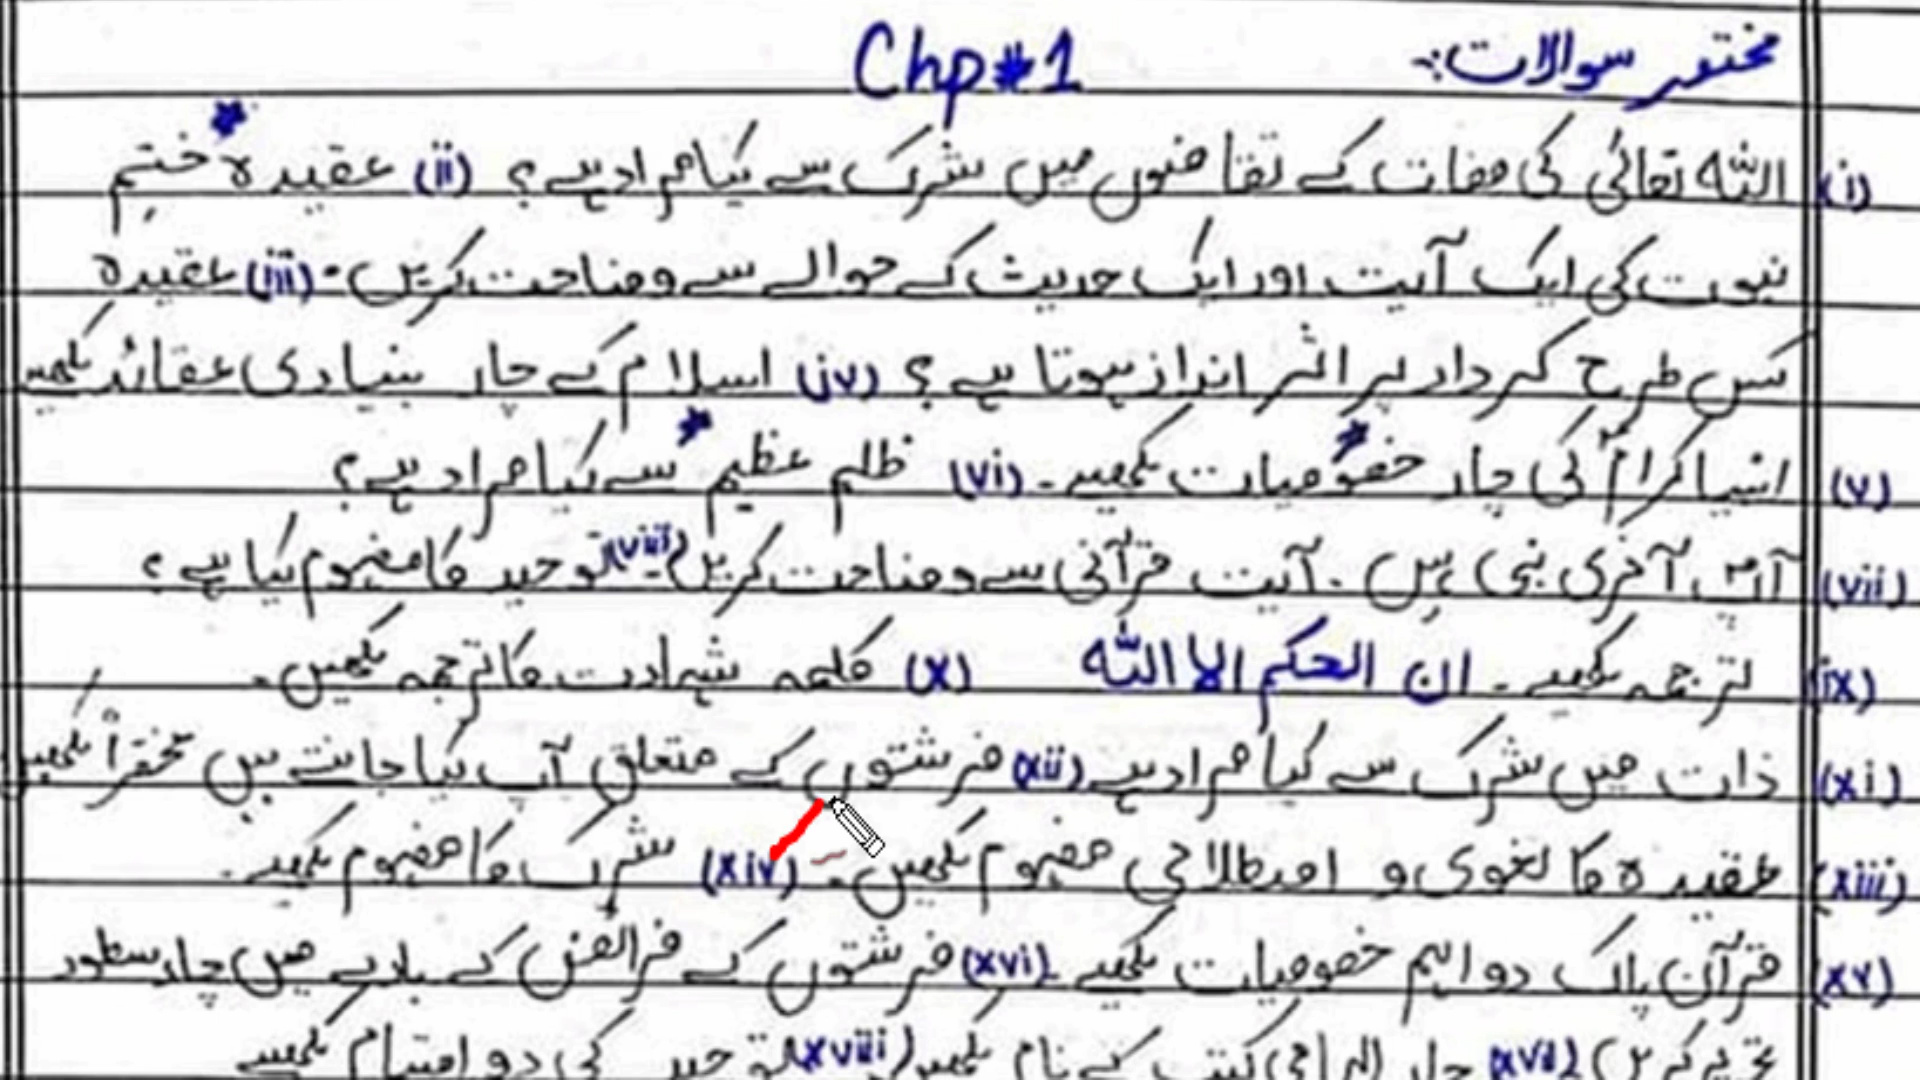 مختصر سوالات:-
Chp#1
(i) اللہ تعالیٰ کی صفات کے تقاضوں میں شرک سے کیا مراد ہے؟ (ii) عقیدہ ختمِ
نبوت کی ایک آیت اور ایک حدیث کے حوالے سے وضاحت کریں۔ (iii) عقیدہ
کس طرح کردار پر اثر انداز ہوتا ہے؟ (iv) اسلام کے چار بنیادی عقائد لکھیں
(v) انبیا کرامؑ کی چار خصوصیات لکھیے۔ (vi) ظلم عظیم سے کیا مراد ہے؟
(vii) آپؐ آخری نبی ہیں۔ آیت قرآنی سے وضاحت کریں۔ (viii) توحید کا مفہوم کیا ہے؟
(ix) ترجمہ لکھیے۔ ان الحکم الا اللّٰہ (x) کلمہ شہادت کا ترجمہ لکھیں۔
(xi) ذات میں شرک سے کیا مراد ہے (xii) فرشتوں کے متعلق آپ کیا جانتے ہیں مختصراً لکھیں
(xiii) عقیدہ کا لغوی و اصطلاحی مفہوم لکھیں۔ (xiv) شرک کا مفہوم لکھیے۔
(xv) قرآن پاک دو اہم خصوصیات لکھیے۔ (xvi) فرشتوں کے فرائض کے بارے میں چار سطور
تحریر کریں (xvii) چار الہامی کتب کے نام لکھیں (xviii) توحید کی دو اقسام لکھیے